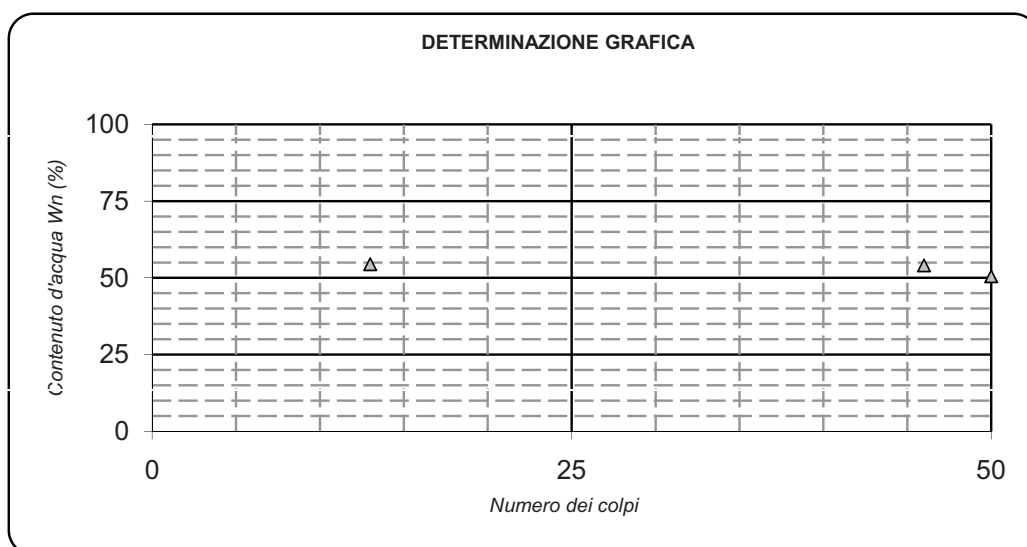 DETERMINAZIONE GRAFICA
Contenuto d'acqua Wn (%)
100
75
50
25
0
0 25 50
Numero dei colpi